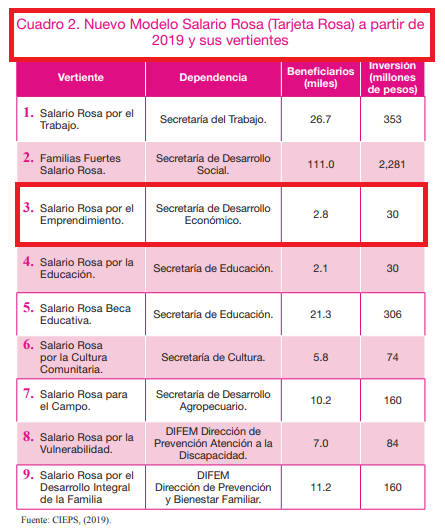 Cuadro 2. Nuevo Modelo Salario Rosa (Tarjeta Rosa) a partir de
2019 y sus vertientes
Vertiente Dependencia Beneficiarios (miles) Inversión (millones de pesos)
1. Salario Rosa por el Trabajo. Secretaría del Trabajo. 26.7 353
2. Familias Fuertes Salario Rosa. Secretaría de Desarrollo Social. 111.0 2,281
3. Salario Rosa por el Emprendimiento. Secretaría de Desarrollo Económico. 2.8 30
4. Salario Rosa por la Educación. Secretaría de Educación. 2.1 30
5. Salario Rosa Beca Educativa. Secretaría de Educación. 21.3 306
6. Salario Rosa por la Cultura Comunitaria. Secretaría de Cultura. 5.8 74
7. Salario Rosa para el Campo. Secretaría de Desarrollo Agropecuario. 10.2 160
8. Salario Rosa por la Vulnerabilidad. DIFEM Dirección de Prevención Atención a la Discapacidad. 7.0 84
9. Salario Rosa por el Desarrollo Integral de la Familia DIFEM Dirección de Prevención y Bienestar Familiar. 11.2 160
Fuente: CIEPS, (2019).